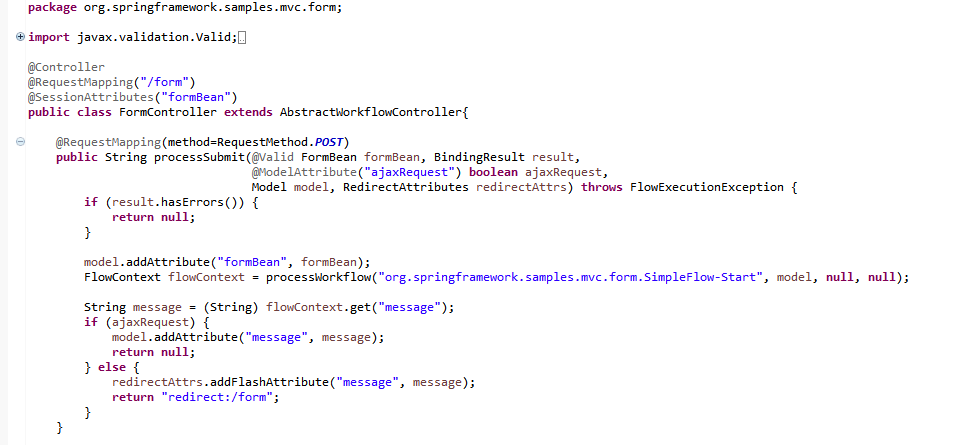 package org.springframework.samples.mvc.form;
import javax.validation.Valid;
@Controller
@RequestMapping("/form")
@SessionAttributes("formBean")
public class FormController extends AbstractWorkflowController{
@RequestMapping(method=RequestMethod.POST)
public String processSubmit(@Valid FormBean formBean, BindingResult result,
@ModelAttribute("ajaxRequest") boolean ajaxRequest,
Model model, RedirectAttributes redirectAttrs) throws FlowExecutionException {
if (result.hasErrors()) {
return null;
}
model.addAttribute("formBean", formBean);
FlowContext flowContext = processWorkflow("org.springframework.samples.mvc.form.SimpleFlow-Start", model, null, null);
String message = (String) flowContext.get("message");
if (ajaxRequest) {
model.addAttribute("message", message);
return null;
} else {
redirectAttrs.addFlashAttribute("message", message);
return "redirect:/form";
}
}